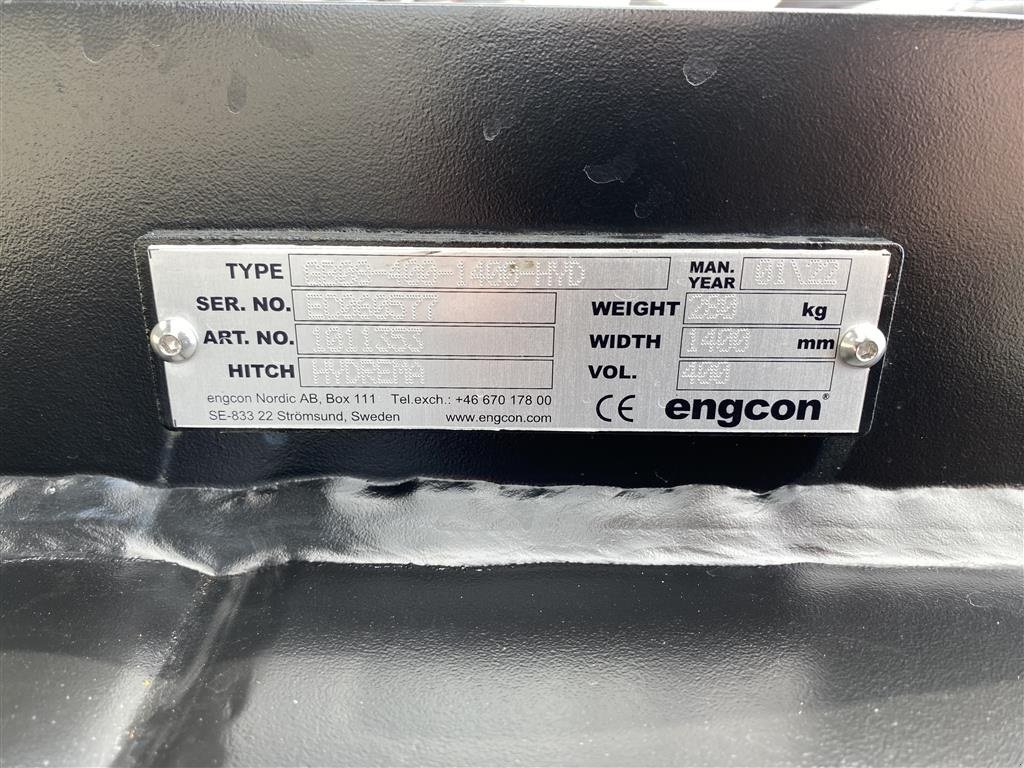 TYPE GB08-400-1400-HYD MAN. YEAR 01\22
SER. NO. WEIGHT 280 kg
ART. NO. 1011353 WIDTH 1400 mm
HITCH HYDREMA VOL. 400
engcon Nordic AB, Box 111 Tel.exch.: +46 670 178 00
SE-833 22 Strömsund, Sweden www.engcon.com
CE engcon®